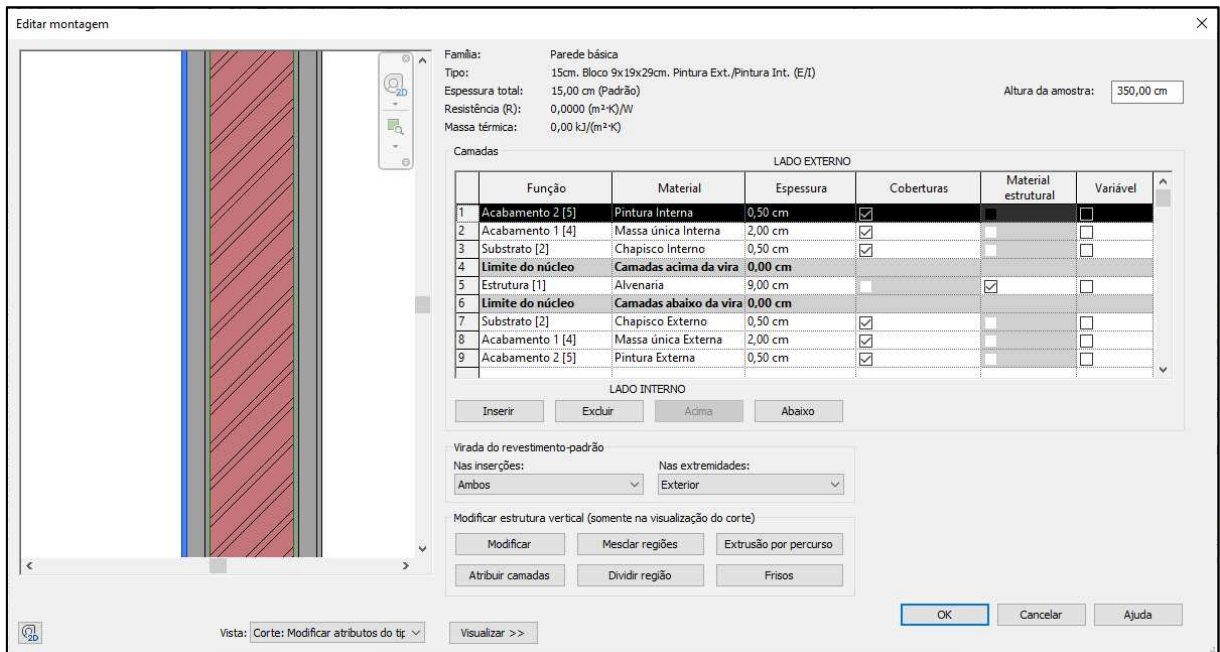 Editar montagem
Família: Parede básica
Tipo: 15cm. Bloco 9x19x29cm. Pintura Ext./Pintura Int. (E/I)
Espessura total: 15,00 cm (Padrão)
Altura da amostra: 350,00 cm
Resistência (R): 0,0000 (m²·K)/W
Massa térmica: 0,00 kJ/(m²·K)
Camadas
LADO EXTERNO
Função Material Espessura Coberturas Material estrutural Variável
1 Acabamento 2 [5] Pintura Interna 0,50 cm
2 Acabamento 1 [4] Massa única Interna 2,00 cm
3 Substrato [2] Chapisco Interno 0,50 cm
4 Limite do núcleo Camadas acima da vira 0,00 cm
5 Estrutura [1] Alvenaria 9,00 cm
6 Limite do núcleo Camadas abaixo da vira 0,00 cm
7 Substrato [2] Chapisco Externo 0,50 cm
8 Acabamento 1 [4] Massa única Externa 2,00 cm
9 Acabamento 2 [5] Pintura Externa 0,50 cm
LADO INTERNO
Inserir Excluir Acima Abaixo
Virada do revestimento-padrão
Nas inserções: Nas extremidades:
Ambos Exterior
Modificar estrutura vertical (somente na visualização do corte)
Modificar Mesclar regiões Extrusão por percurso
Atribuir camadas Dividir região Frisos
OK Cancelar Ajuda
2D
2D Vista: Corte: Modificar atributos do tip Visualizar >>